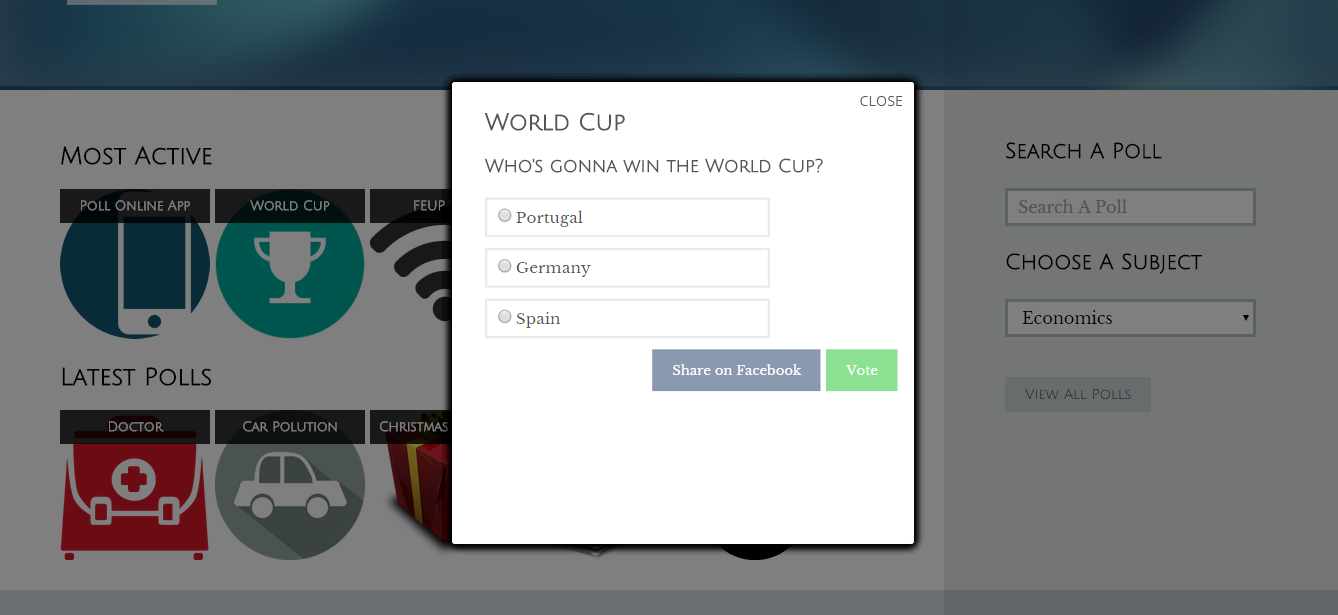 CLOSE
World Cup
Who's gonna win the World Cup?
Portugal
Germany
Spain
Share on Facebook
Vote
Most Active
Poll Online App
World Cup
FEUP
Latest Polls
Doctor
Car Polution
Christmas
Search A Poll
Search A Poll
Choose A Subject
Economics
View All Polls